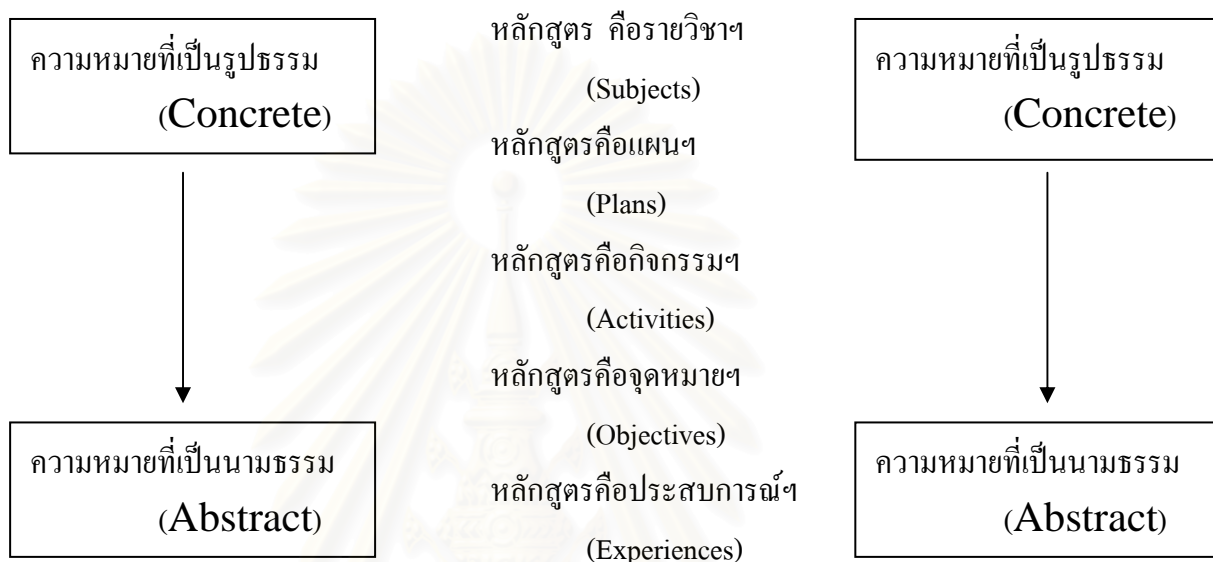 ความหมายที่เป็นรูปธรรม
(Concrete)
ความหมายที่เป็นนามธรรม
(Abstract)
หลักสูตร คือรายวิชาฯ
(Subjects)
หลักสูตรคือแผนฯ
(Plans)
หลักสูตรคือกิจกรรมฯ
(Activities)
หลักสูตรคือจุดหมายฯ
(Objectives)
หลักสูตรคือประสบการณ์ฯ
(Experiences)
ความหมายที่เป็นรูปธรรม
(Concrete)
ความหมายที่เป็นนามธรรม
(Abstract)